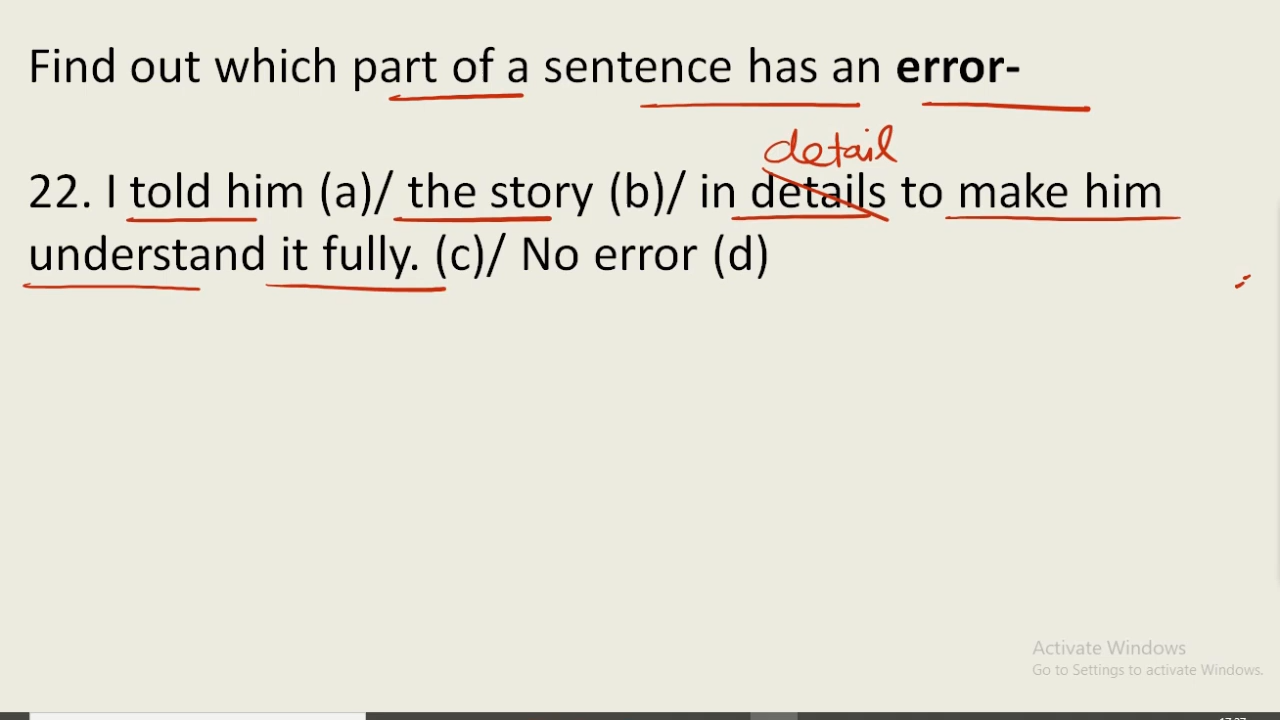 Find out which part of a sentence has an error-
detail
22. I told him (a)/ the story (b)/ in details to make him
understand it fully. (c)/ No error (d)
Activate Windows
Go to Settings to activate Windows.